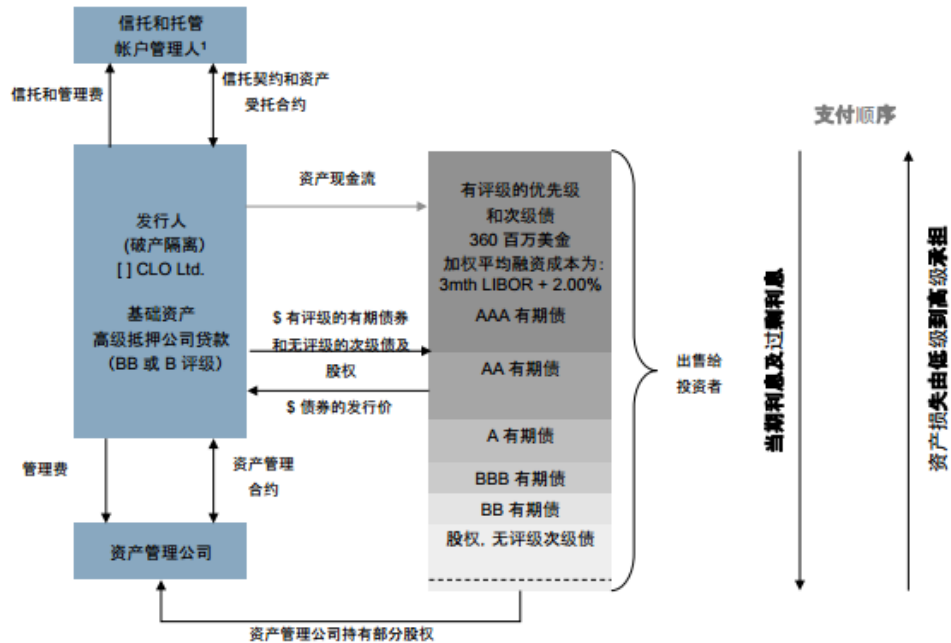 信托和托管
帐户管理人¹
信托和管理费
信托契约和资产
受托合约
支付顺序
资产现金流
发行人
(破产隔离)
[ ] CLO Ltd.
基础资产
高级抵押公司贷款
（BB 或 B 评级）
有评级的优先级
和次级债
360 百万美金
加权平均融资成本为：
3mth LIBOR + 2.00%
AAA 有期债
$ 有评级的有期债券
和无评级的次级债及
股权
$ 债券的发行价
AA 有期债
A 有期债
BBB 有期债
BB 有期债
股权, 无评级次级债
出售给
投资者
当期利息及过剩利息
资产损失由低级到高级承担
管理费
资产管理
合约
资产管理公司
资产管理公司持有部分股权